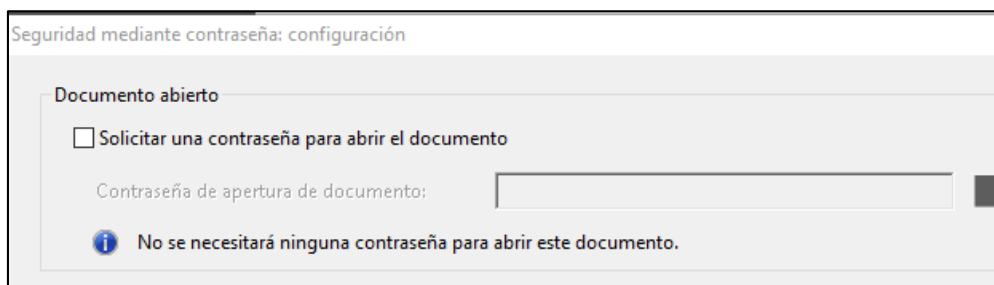 Seguridad mediante contraseña: configuración
Documento abierto
Solicitar una contraseña para abrir el documento
Contraseña de apertura de documento:
No se necesitará ninguna contraseña para abrir este documento.